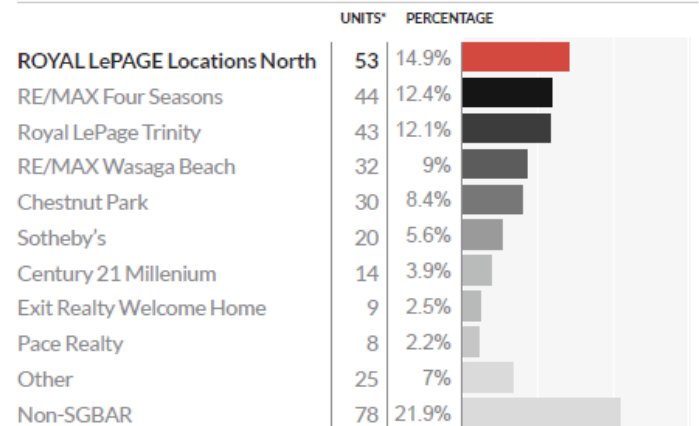 UNITS* PERCENTAGE
ROYAL LePAGE Locations North 53 14.9%
RE/MAX Four Seasons 44 12.4%
Royal LePage Trinity 43 12.1%
RE/MAX Wasaga Beach 32 9%
Chestnut Park 30 8.4%
Sotheby's 20 5.6%
Century 21 Millenium 14 3.9%
Exit Realty Welcome Home 9 2.5%
Pace Realty 8 2.2%
Other 25 7%
Non-SGBAR 78 21.9%